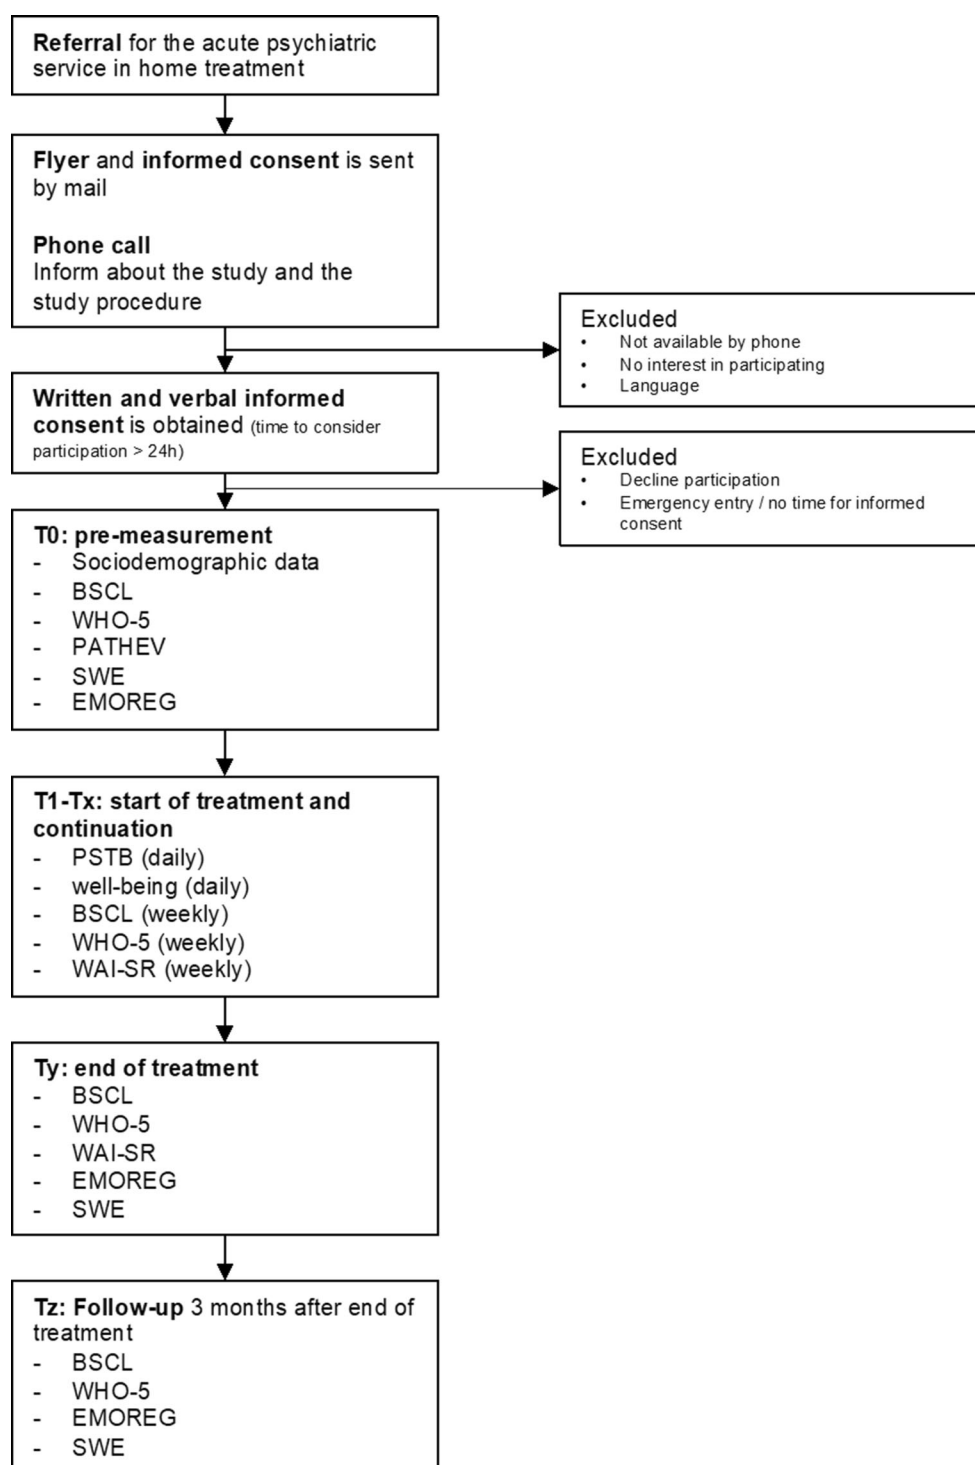 Referral for the acute psychiatric
service in home treatment
Flyer and informed consent is sent
by mail
Phone call
Inform about the study and the
study procedure
Excluded
• Not available by phone
• No interest in participating
• Language
Written and verbal informed
consent is obtained (time to consider
participation > 24h)
Excluded
• Decline participation
• Emergency entry / no time for informed
consent
T0: pre-measurement
- Sociodemographic data
- BSCL
- WHO-5
- PATHEV
- SWE
- EMOREG
T1-Tx: start of treatment and
continuation
- PSTB (daily)
- well-being (daily)
- BSCL (weekly)
- WHO-5 (weekly)
- WAI-SR (weekly)
Ty: end of treatment
- BSCL
- WHO-5
- WAI-SR
- EMOREG
- SWE
Tz: Follow-up 3 months after end of
treatment
- BSCL
- WHO-5
- EMOREG
- SWE